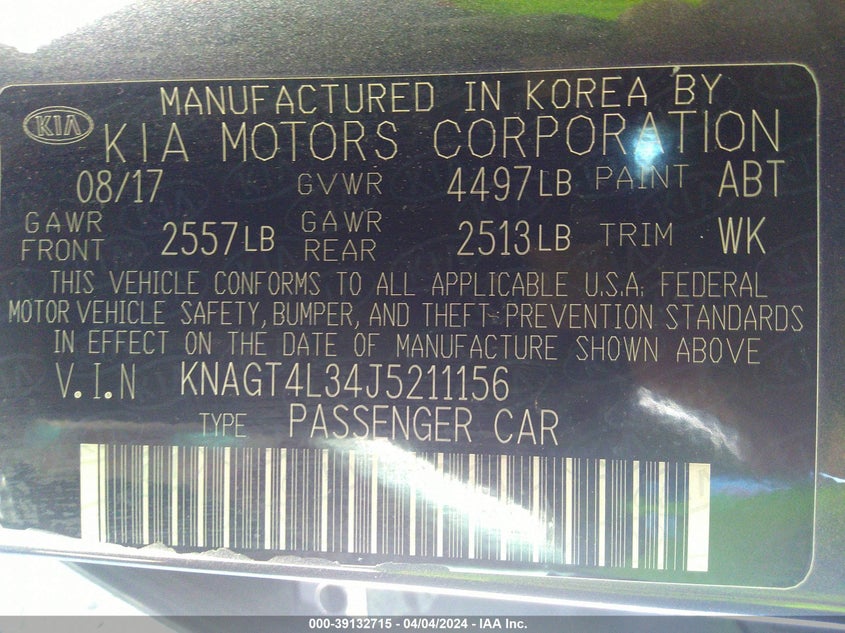 MANUFACTURED IN KOREA BY
KIA KIA MOTORS CORPORATION
08/17 GVWR 4497LB PAINT ABT
GAWR FRONT 2557LB GAWR REAR 2513LB TRIM WK
THIS VEHICLE CONFORMS TO ALL APPLICABLE U.S.A. FEDERAL
MOTOR VEHICLE SAFETY, BUMPER, AND THEFT PREVENTION STANDARDS
IN EFFECT ON THE DATE OF MANUFACTURE SHOWN ABOVE
V.I.N KNAGT4L34J5211156
TYPE PASSENGER CAR
000-39132715 - 04/04/2024 - IAA Inc.